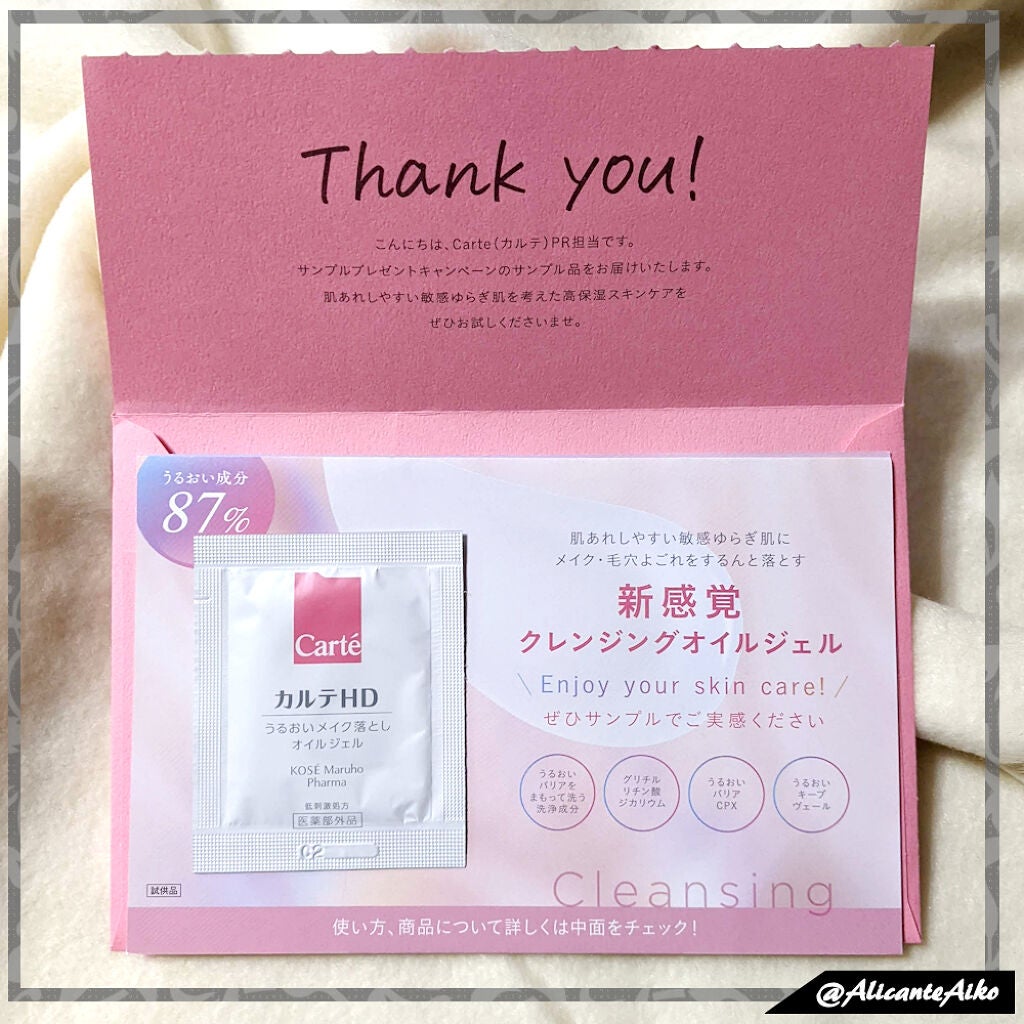 Thank you!
こんにちは、Carte(カルテ)PR担当です。
サンプルプレゼントキャンペーンのサンプル品をお届けいたします。
肌あれしやすい敏感ゆらぎ肌を考えた高保湿スキンケアを
ぜひお試しくださいませ。
うるおい成分
87%
Carté
カルテHD
うるおいメイク落とし
オイルジェル
KOSÉ Maruho
Pharma
低刺激処方
医薬部外品
試供品
肌あれしやすい敏感ゆらぎ肌に
メイク・毛穴よごれをするんと落とす
新感覚
クレンジングオイルジェル
\ Enjoy your skin care! /
ぜひサンプルでご実感ください
うるおい
バリアを
まもって洗う
洗浄成分
グリチル
リチン酸
ジカリウム
うるおい
バリア
CPX
うるおい
キープ
ヴェール
Cleansing
使い方、商品について詳しくは中面をチェック!
@AlicanteAiko